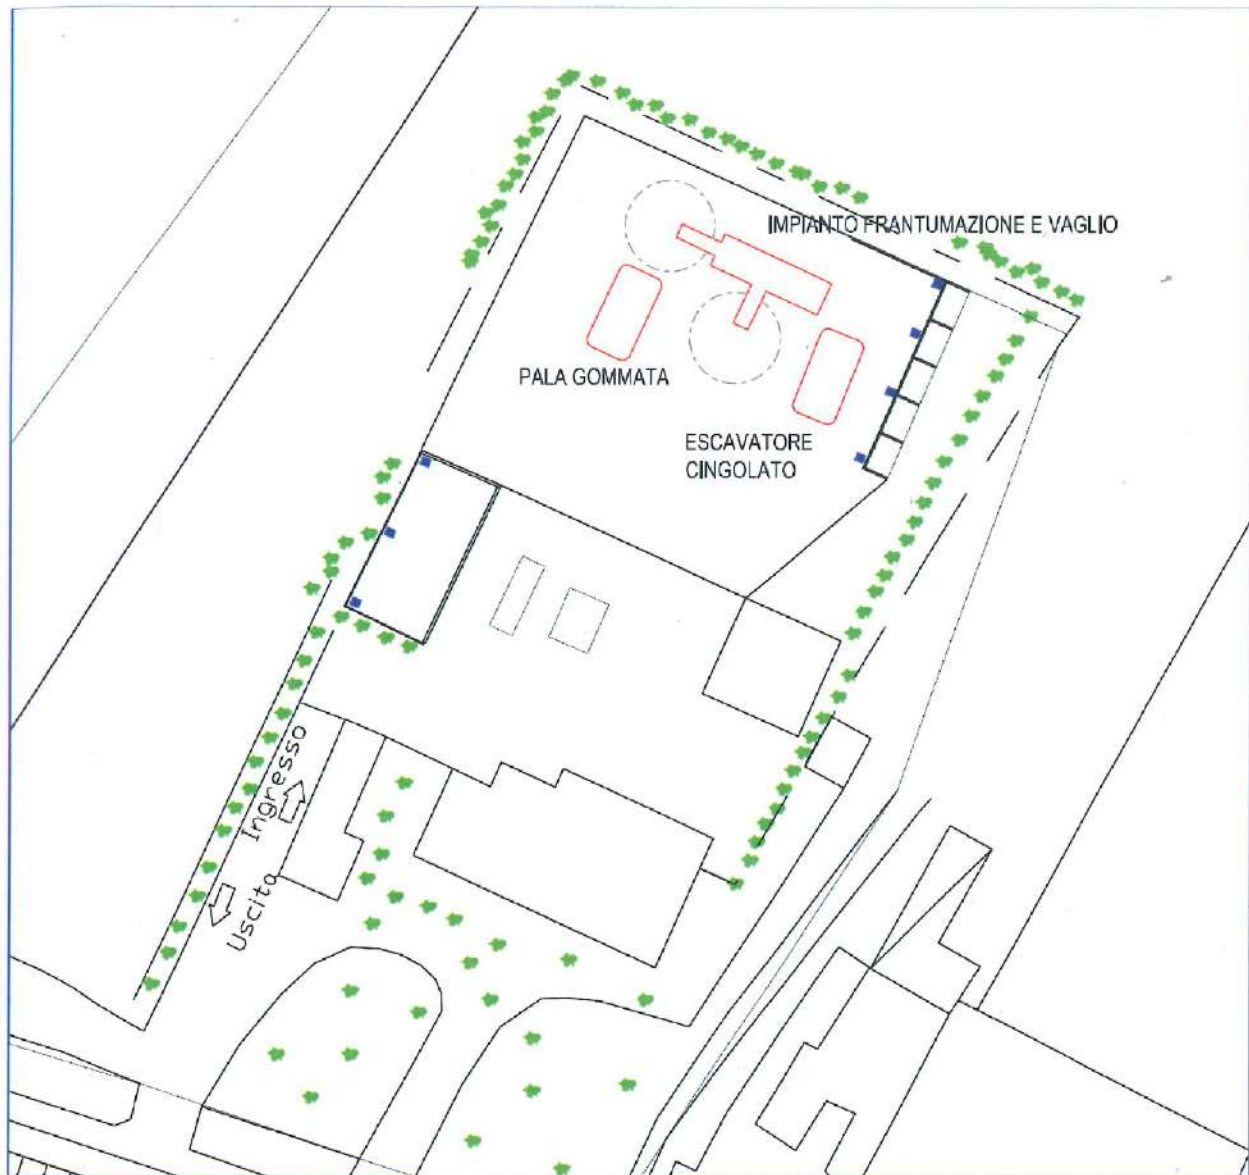 IMPIANTO FRANTUMAZIONE E VAGLIO
PALA GOMMATA
ESCAVATORE
CINGOLATO
Ingresso
Uscita